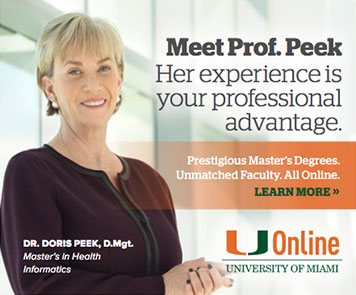 Meet Prof. Peek
Her experience is
your professional
advantage.
Prestigious Master's Degrees.
Unmatched Faculty. All Online.
LEARN MORE »
DR. DORIS PEEK, D.Mgt.
Master's in Health
Informatics
U Online
UNIVERSITY OF MIAMI